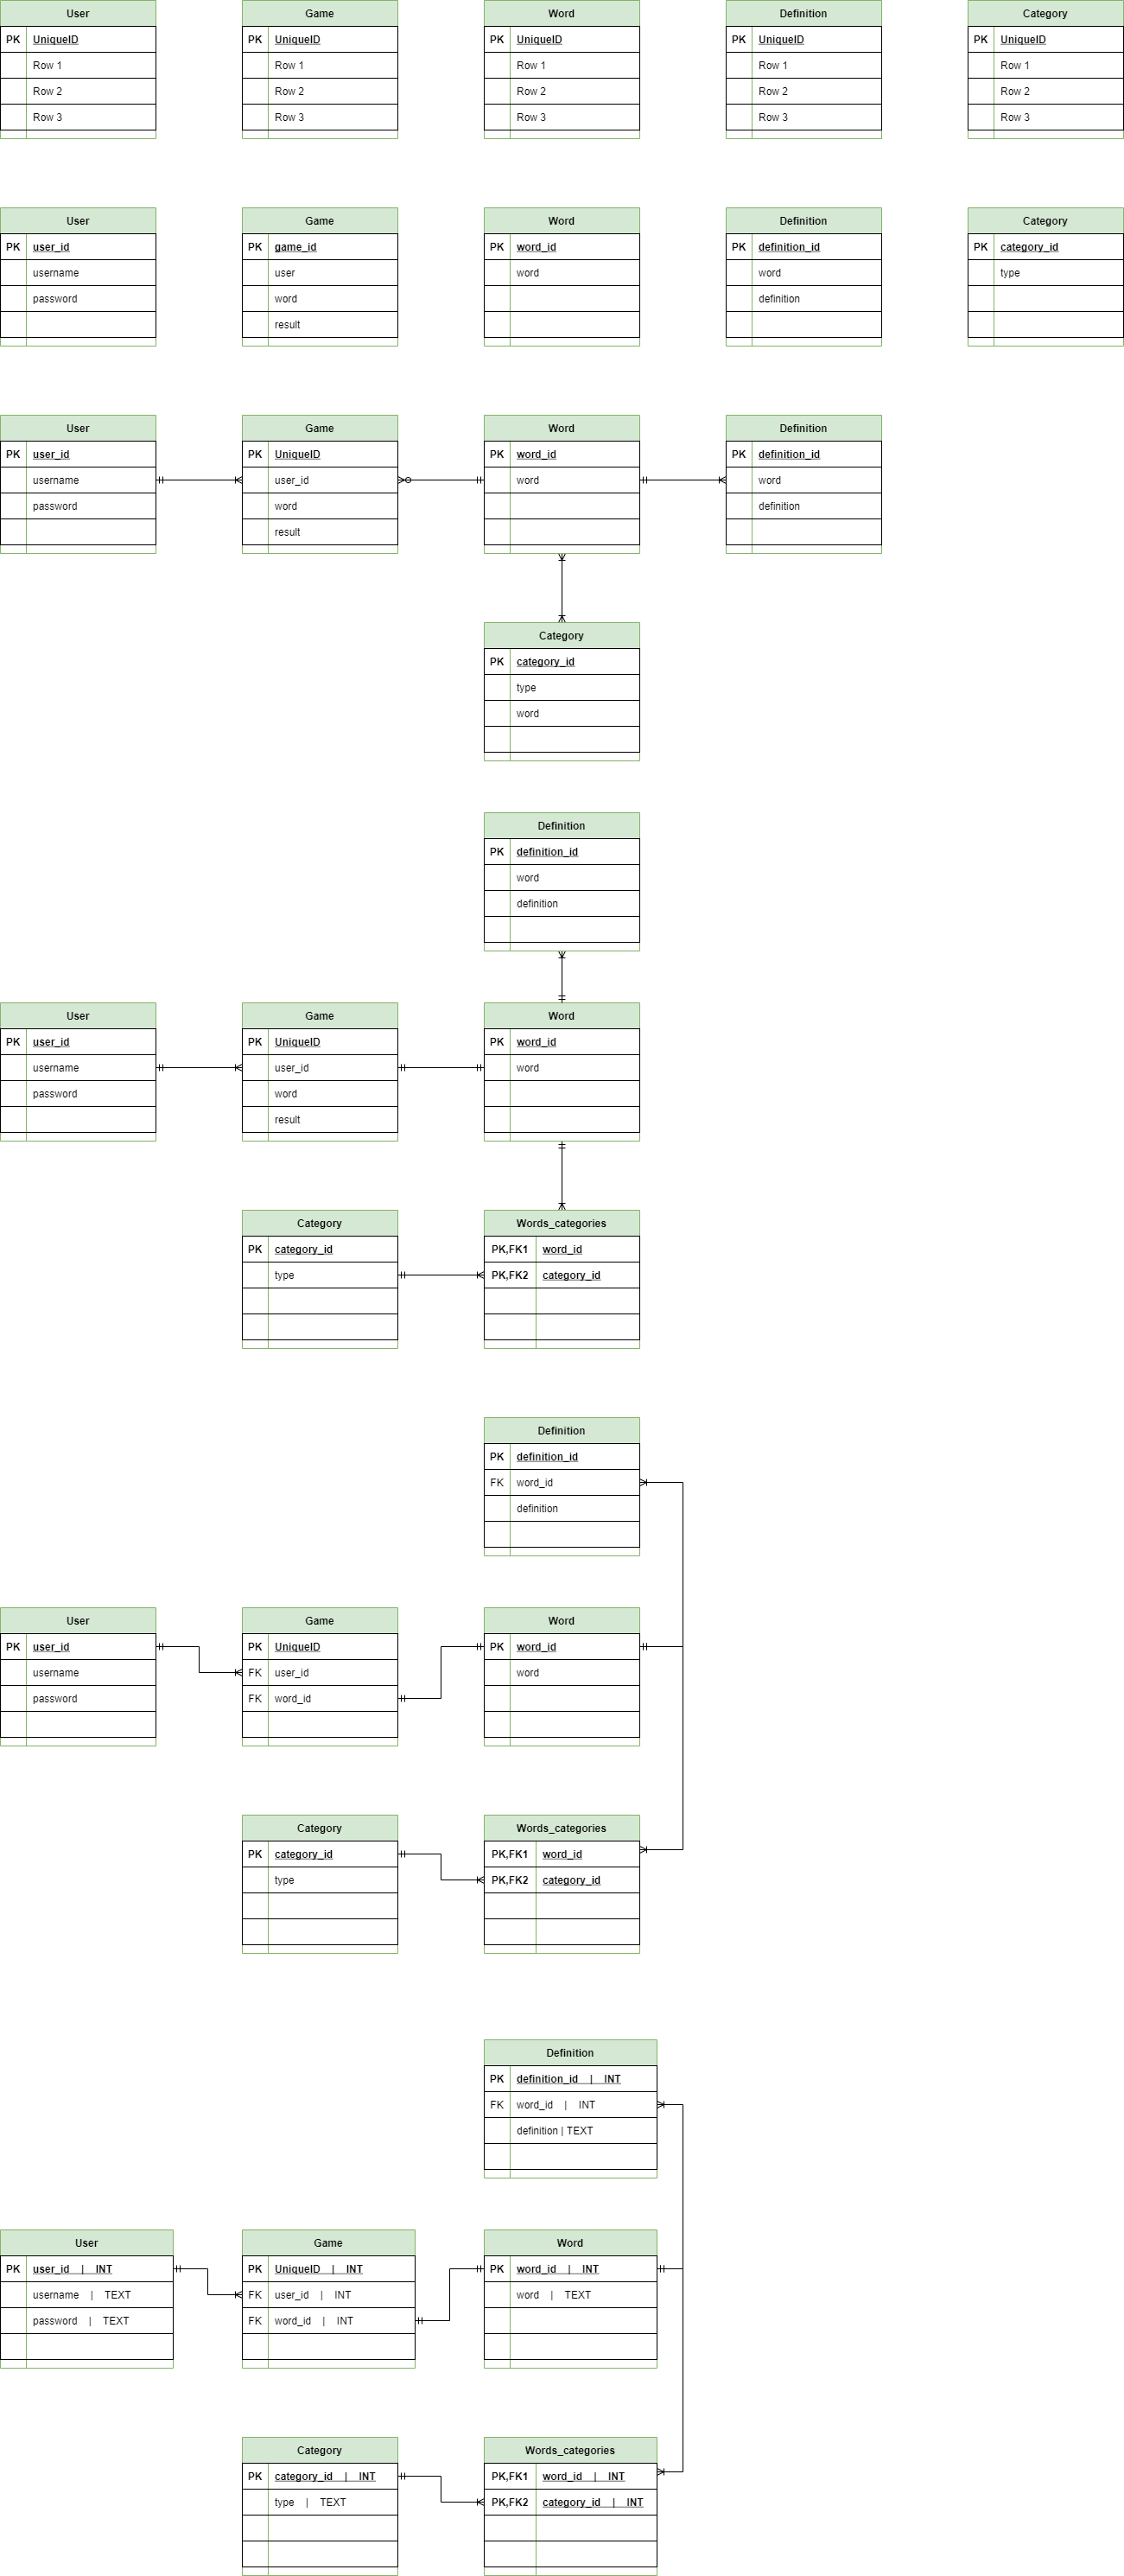 User Game Word Definition Category
PK UniqueID PK UniqueID PK UniqueID PK UniqueID PK UniqueID
Row 1 Row 1 Row 1 Row 1 Row 1
Row 2 Row 2 Row 2 Row 2 Row 2
Row 3 Row 3 Row 3 Row 3 Row 3
User Game Word Definition Category
PK user_id PK game_id PK word_id PK definition_id PK category_id
username user word word type
password word definition
result
User Game Word Definition
PK user_id PK UniqueID PK word_id PK definition_id
username user_id word word
password word definition
result
Category
PK category_id
type
word
Definition
PK definition_id
word
definition
User Game Word
PK user_id PK UniqueID PK word_id
username user_id word
password word
result
Category Words_categories
PK category_id PK,FK1 word_id
type PK,FK2 category_id
Definition
PK definition_id
FK word_id
definition
User Game Word
PK user_id PK UniqueID PK word_id
username FK user_id word
password FK word_id
Category Words_categories
PK category_id PK,FK1 word_id
type PK,FK2 category_id
Definition
PK definition_id | INT
FK word_id | INT
definition | TEXT
User Game Word
PK user_id | INT PK UniqueID | INT PK word_id | INT
username | TEXT FK user_id | INT word | TEXT
password | TEXT FK word_id | INT
Category Words_categories
PK category_id | INT PK,FK1 word_id | INT
type | TEXT PK,FK2 category_id | INT